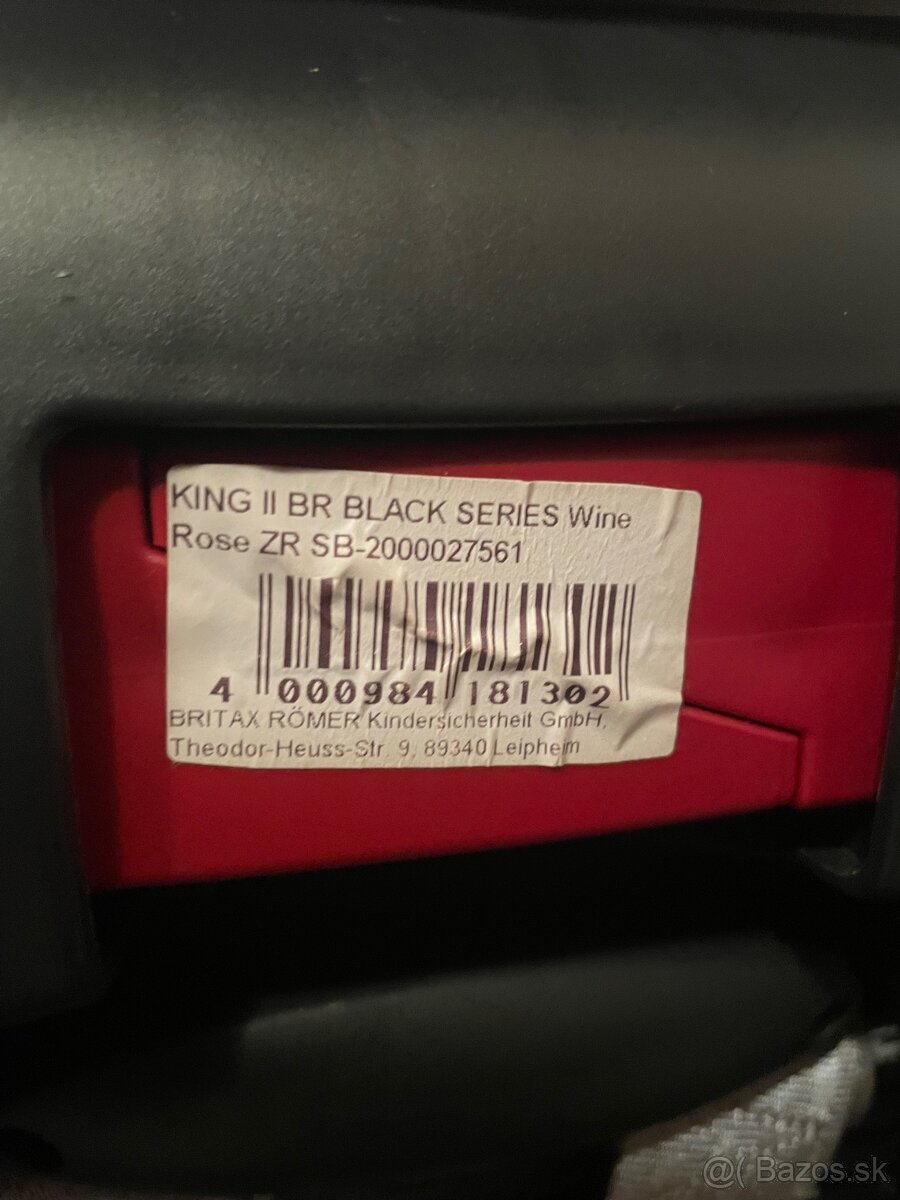 KING II BR BLACK SERIES Wine
Rose ZR SB-2000027561
4 000984 181302
BRITAX RÖMER Kindersicherheit GmbH,
Theodor-Heuss-Str. 9, 89340 Leipheim
@( Bazos.sk